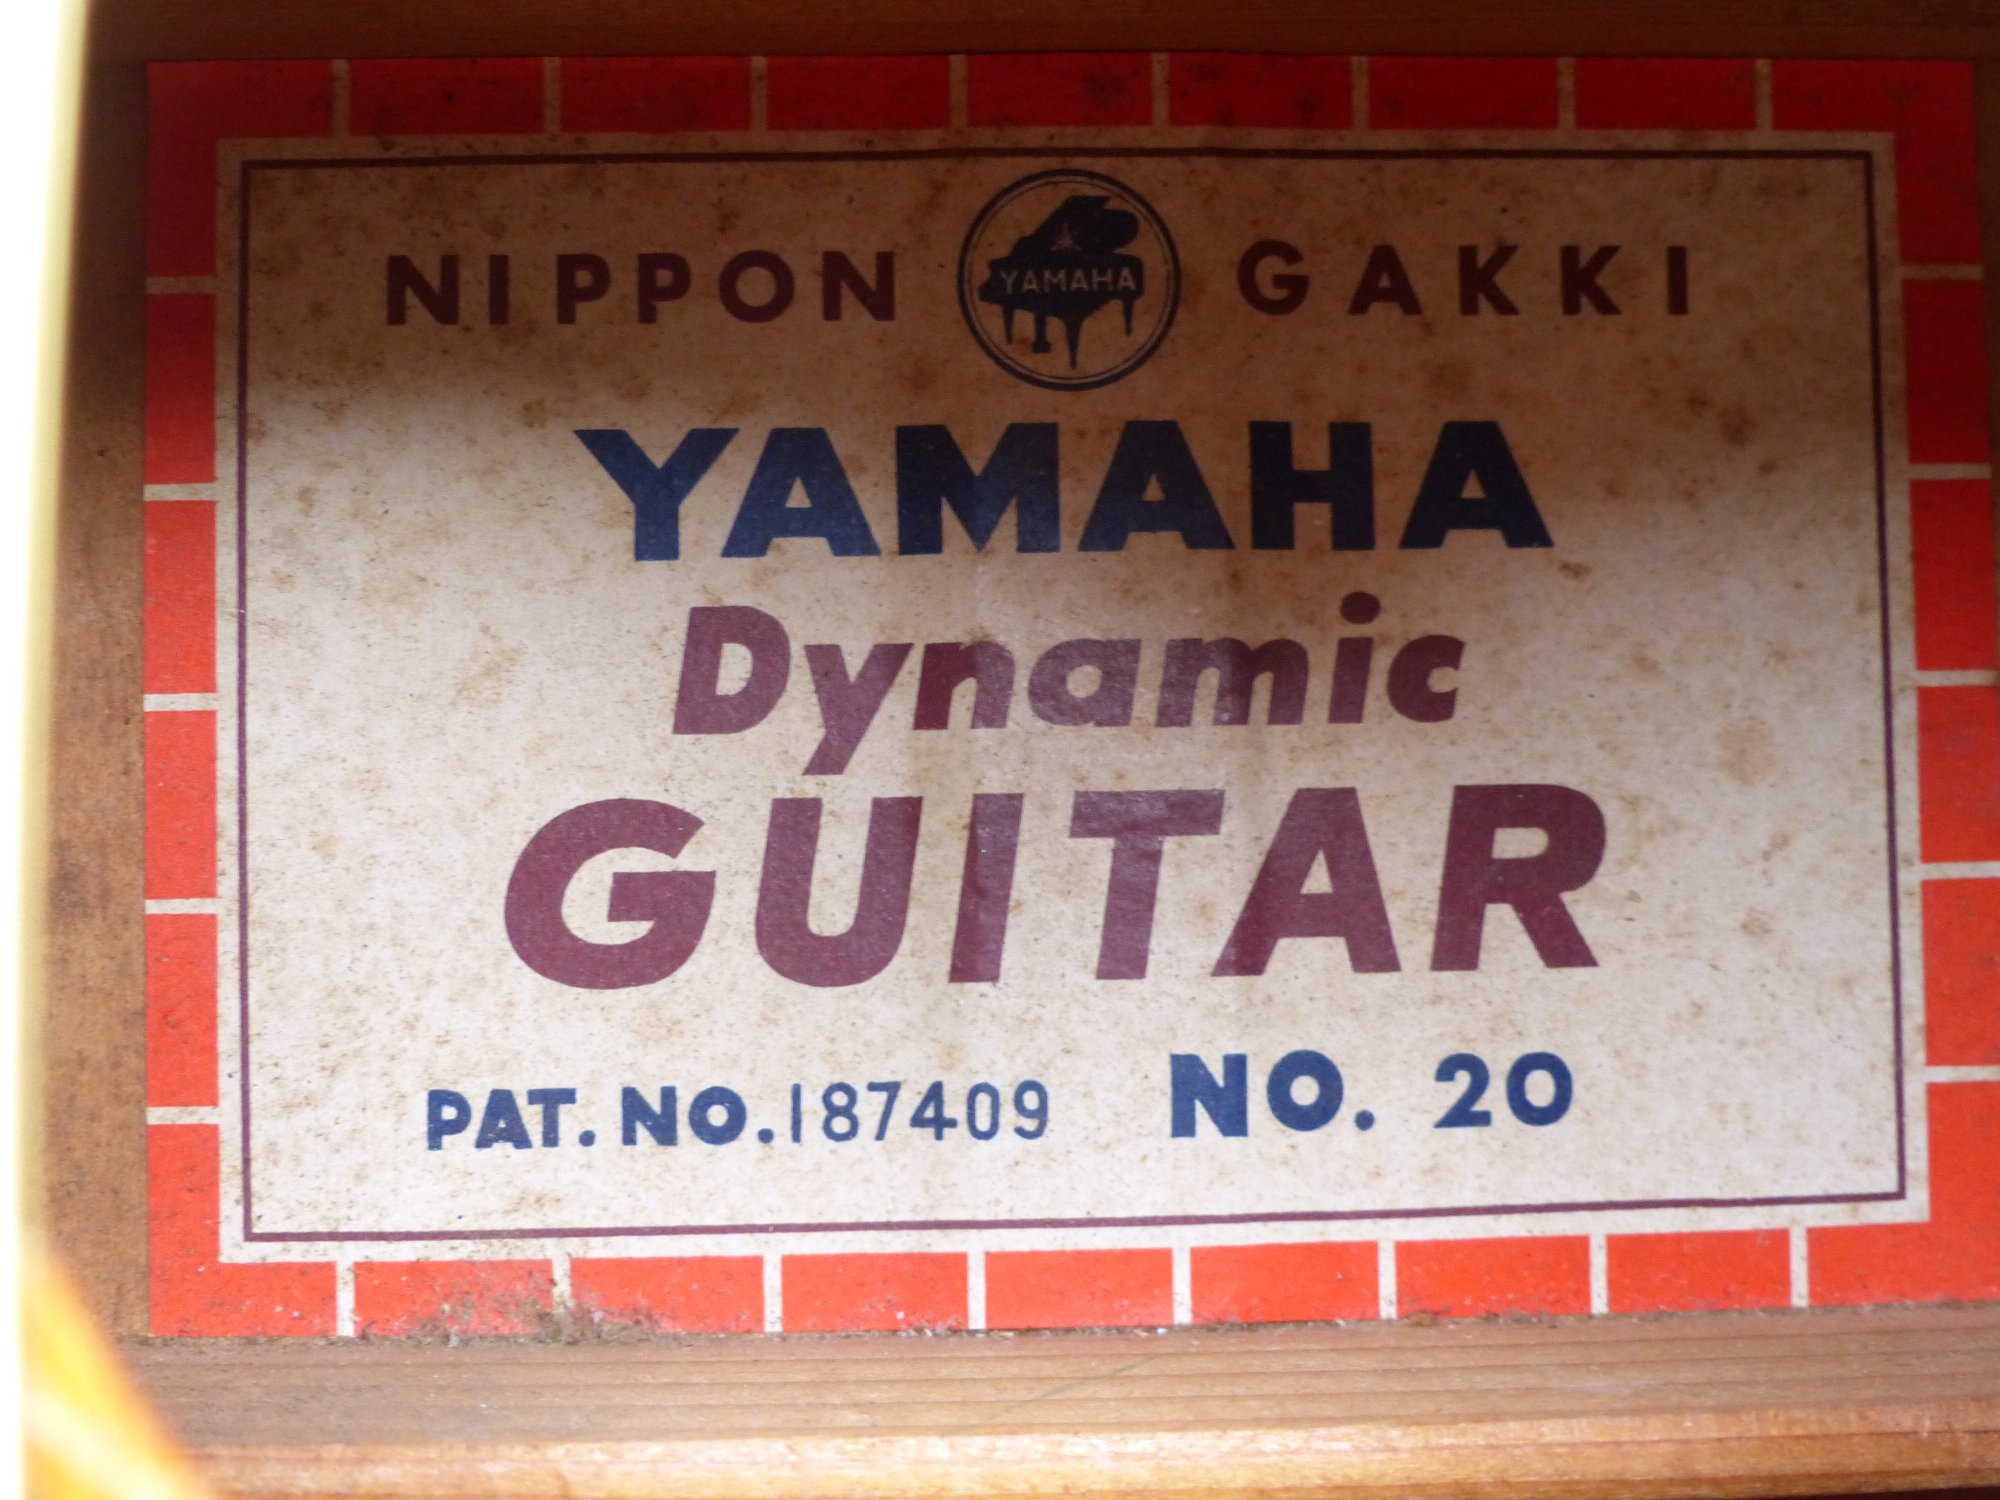 NIPPON YAMAHA GAKKI
YAMAHA
Dynamic
GUITAR
PAT. NO. 187409 NO. 20